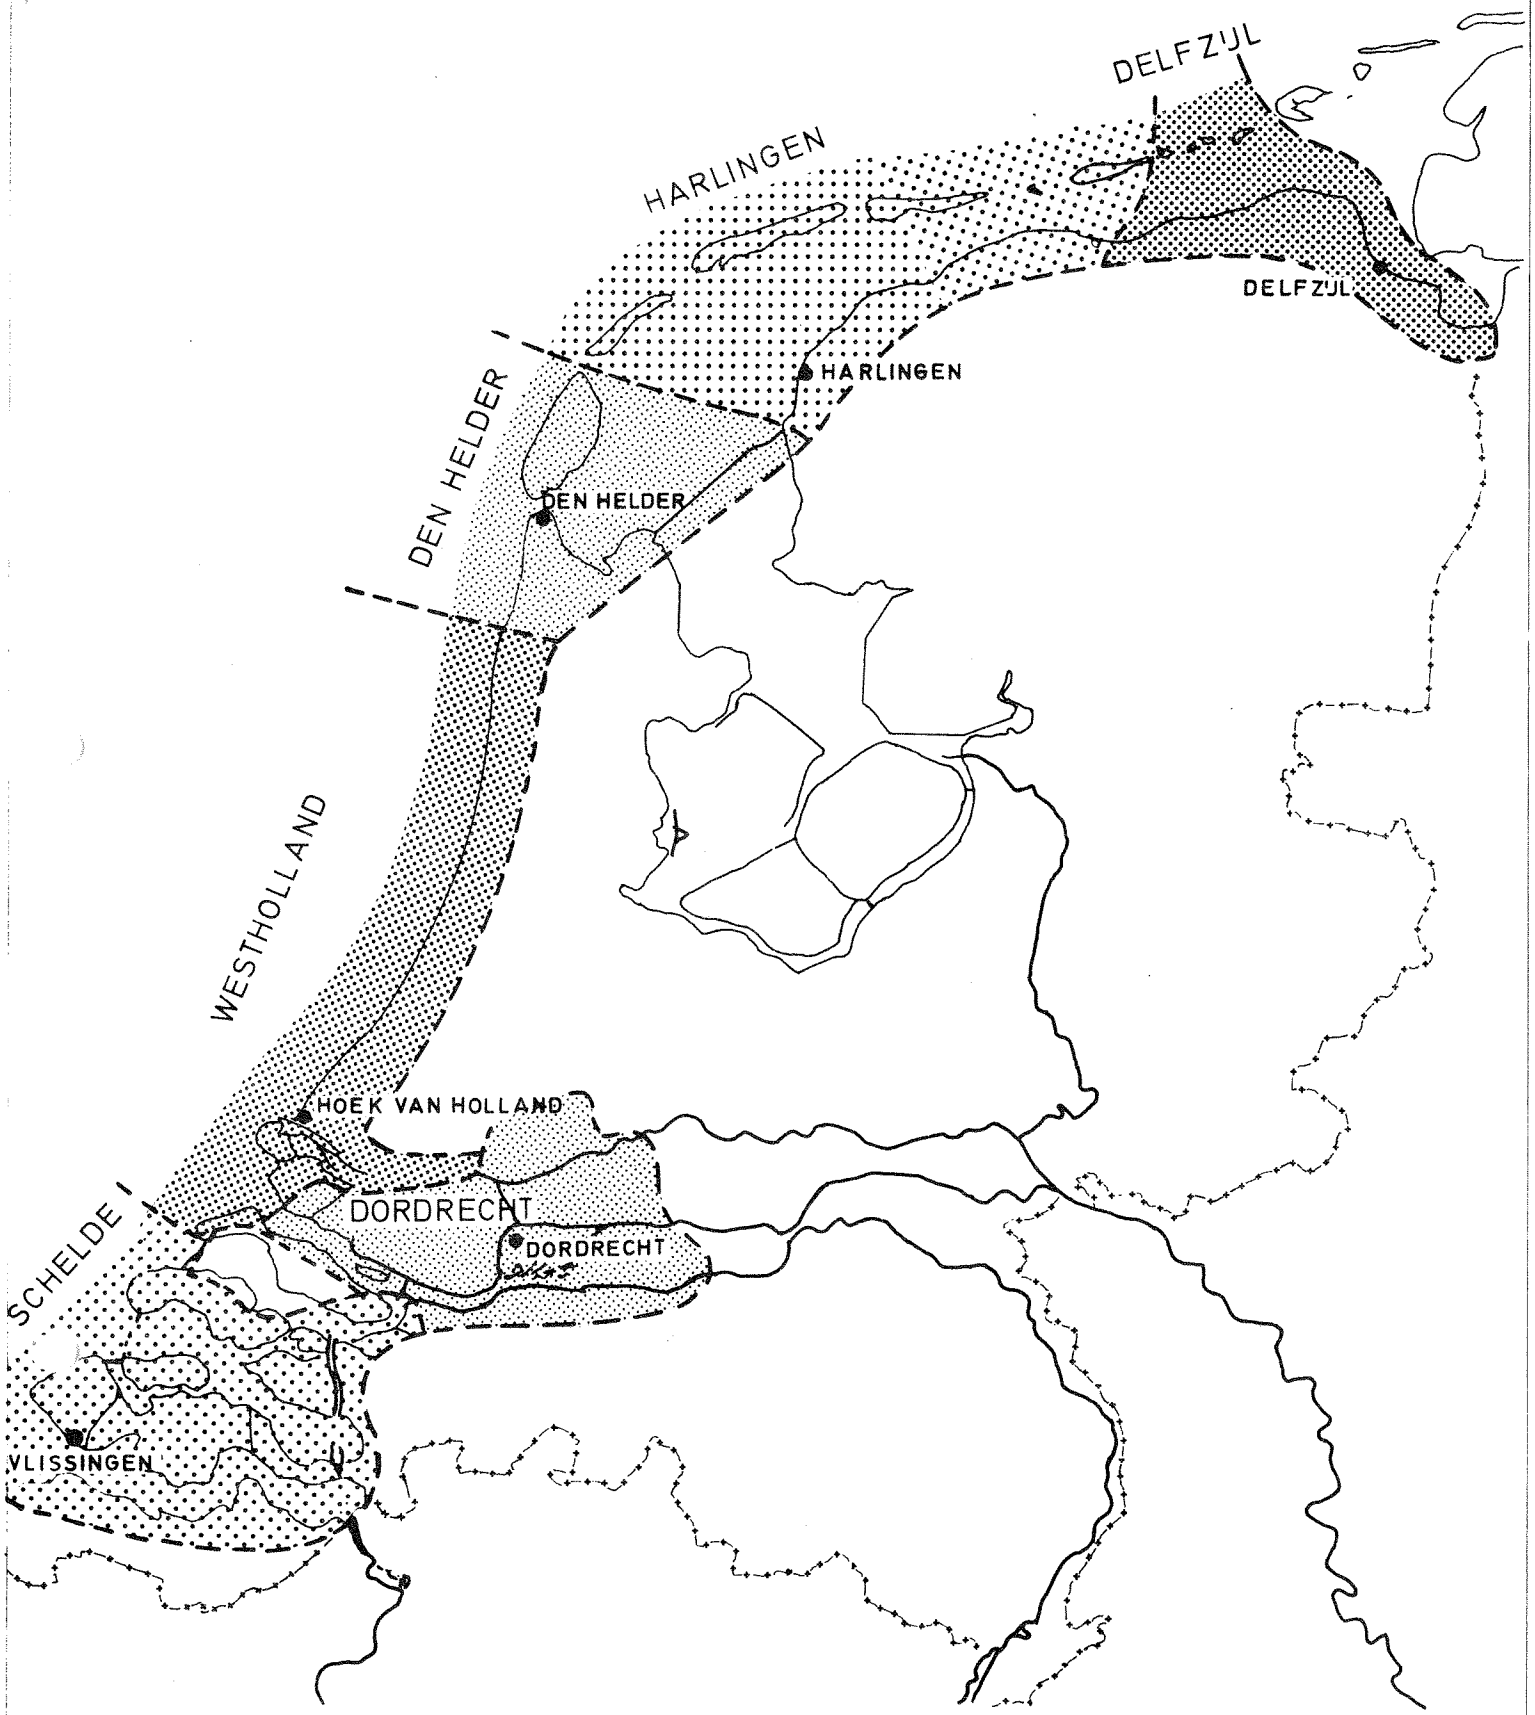 DELFZIJL
HARLINGEN
DELFZIJL
HARLINGEN
DEN HELDER
DEN HELDER
WESTHOLLAND
HOEK VAN HOLLAND
DORDRECHT
DORDRECHT
SCHELDE
VLISSINGEN